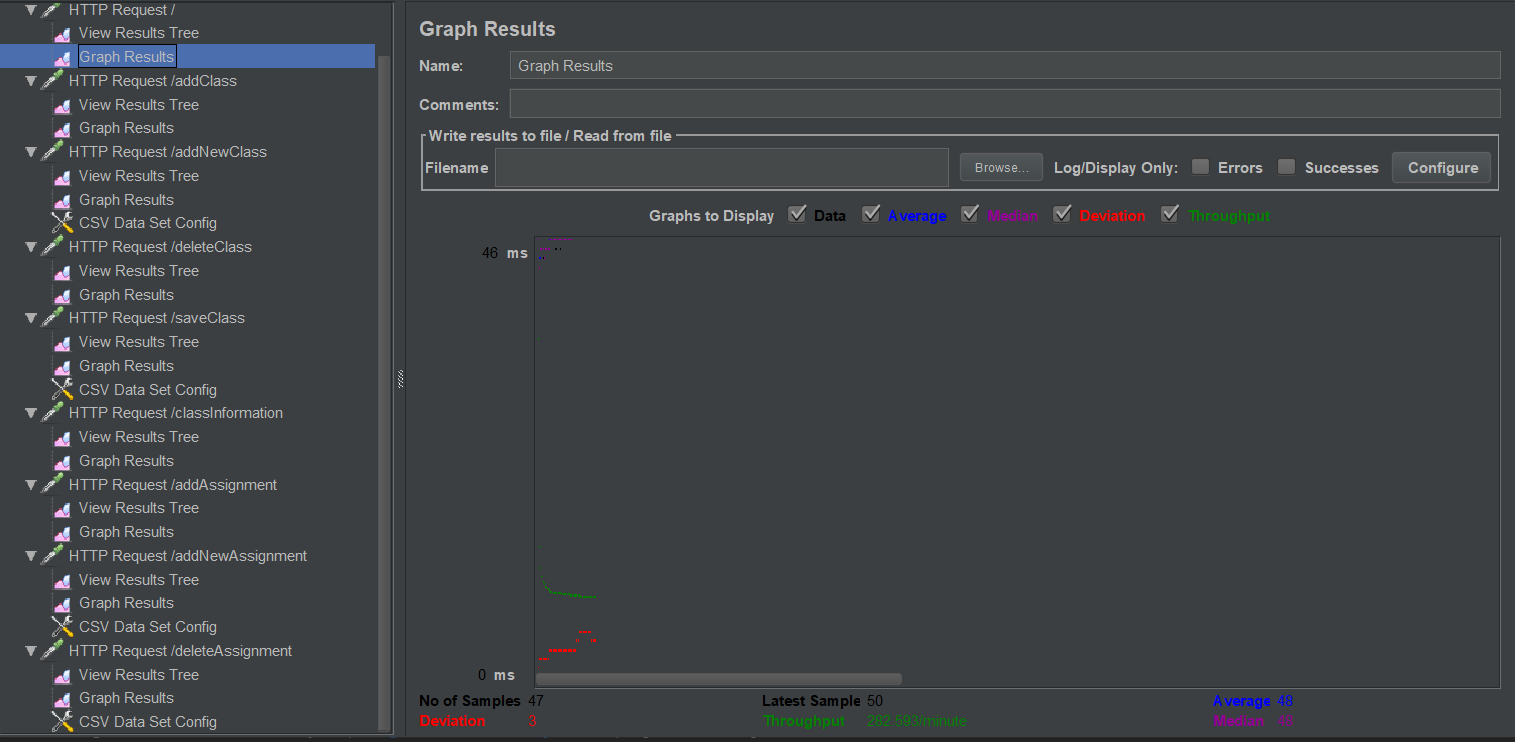 HTTP Request /
View Results Tree
Graph Results
HTTP Request /addClass
View Results Tree
Graph Results
HTTP Request /addNewClass
View Results Tree
Graph Results
CSV Data Set Config
HTTP Request /deleteClass
View Results Tree
Graph Results
HTTP Request /saveClass
View Results Tree
Graph Results
CSV Data Set Config
HTTP Request /classInformation
View Results Tree
Graph Results
HTTP Request /addAssignment
View Results Tree
Graph Results
HTTP Request /addNewAssignment
View Results Tree
Graph Results
CSV Data Set Config
HTTP Request /deleteAssignment
View Results Tree
Graph Results
CSV Data Set Config
Graph Results
Name: Graph Results
Comments:
Write results to file / Read from file
Filename Browse... Log/Display Only: Errors Successes Configure
Graphs to Display Data Average Median Deviation Throughput
46 ms
0 ms
No of Samples 47 Latest Sample 50 Average 48
Deviation 3 Throughput 282.593/minute Median